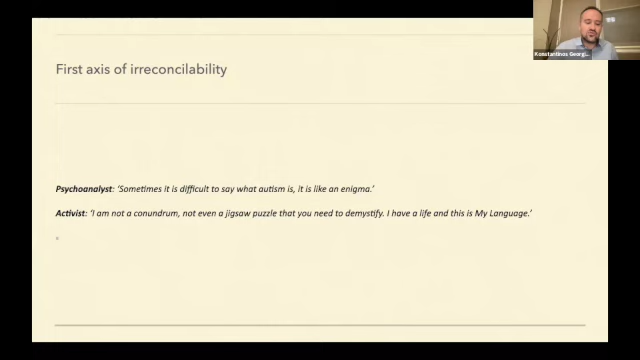 Konstantinos Georg...
First axis of irreconcilability
Psychoanalyst: ‘Sometimes it is difficult to say what autism is, it is like an enigma.’
Activist: ‘I am not a conundrum, not even a jigsaw puzzle that you need to demystify. I have a life and this is My Language.’